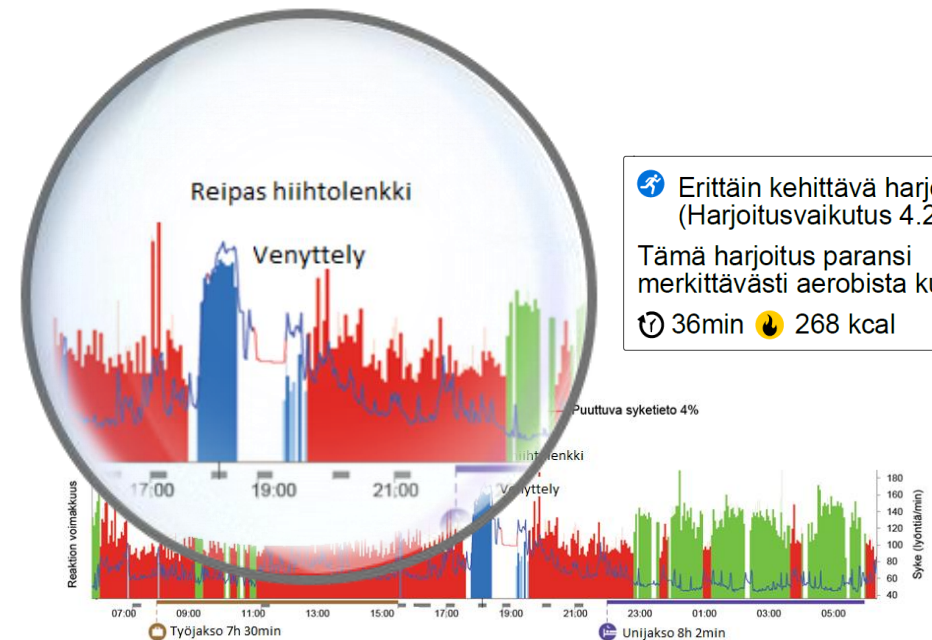 Reipas hiihtolenkki
Venyttely
17:00 19:00 21:00
Erittäin kehittävä harjo
(Harjoitusvaikutus 4.2
Tämä harjoitus paransi
merkittävästi aerobista ku
36min 268 kcal
Puuttuva syketieto 4%
hiihtolenkki
Venyttely
Reaktion voimakkuus
180
160
140
120
100
80
60
40
Syke (lyöntiä/min)
07:00 09:00 11:00 13:00 15:00 17:00 19:00 21:00 23:00 01:00 03:00 05:00
Työjakso 7h 30min
Unijakso 8h 2min